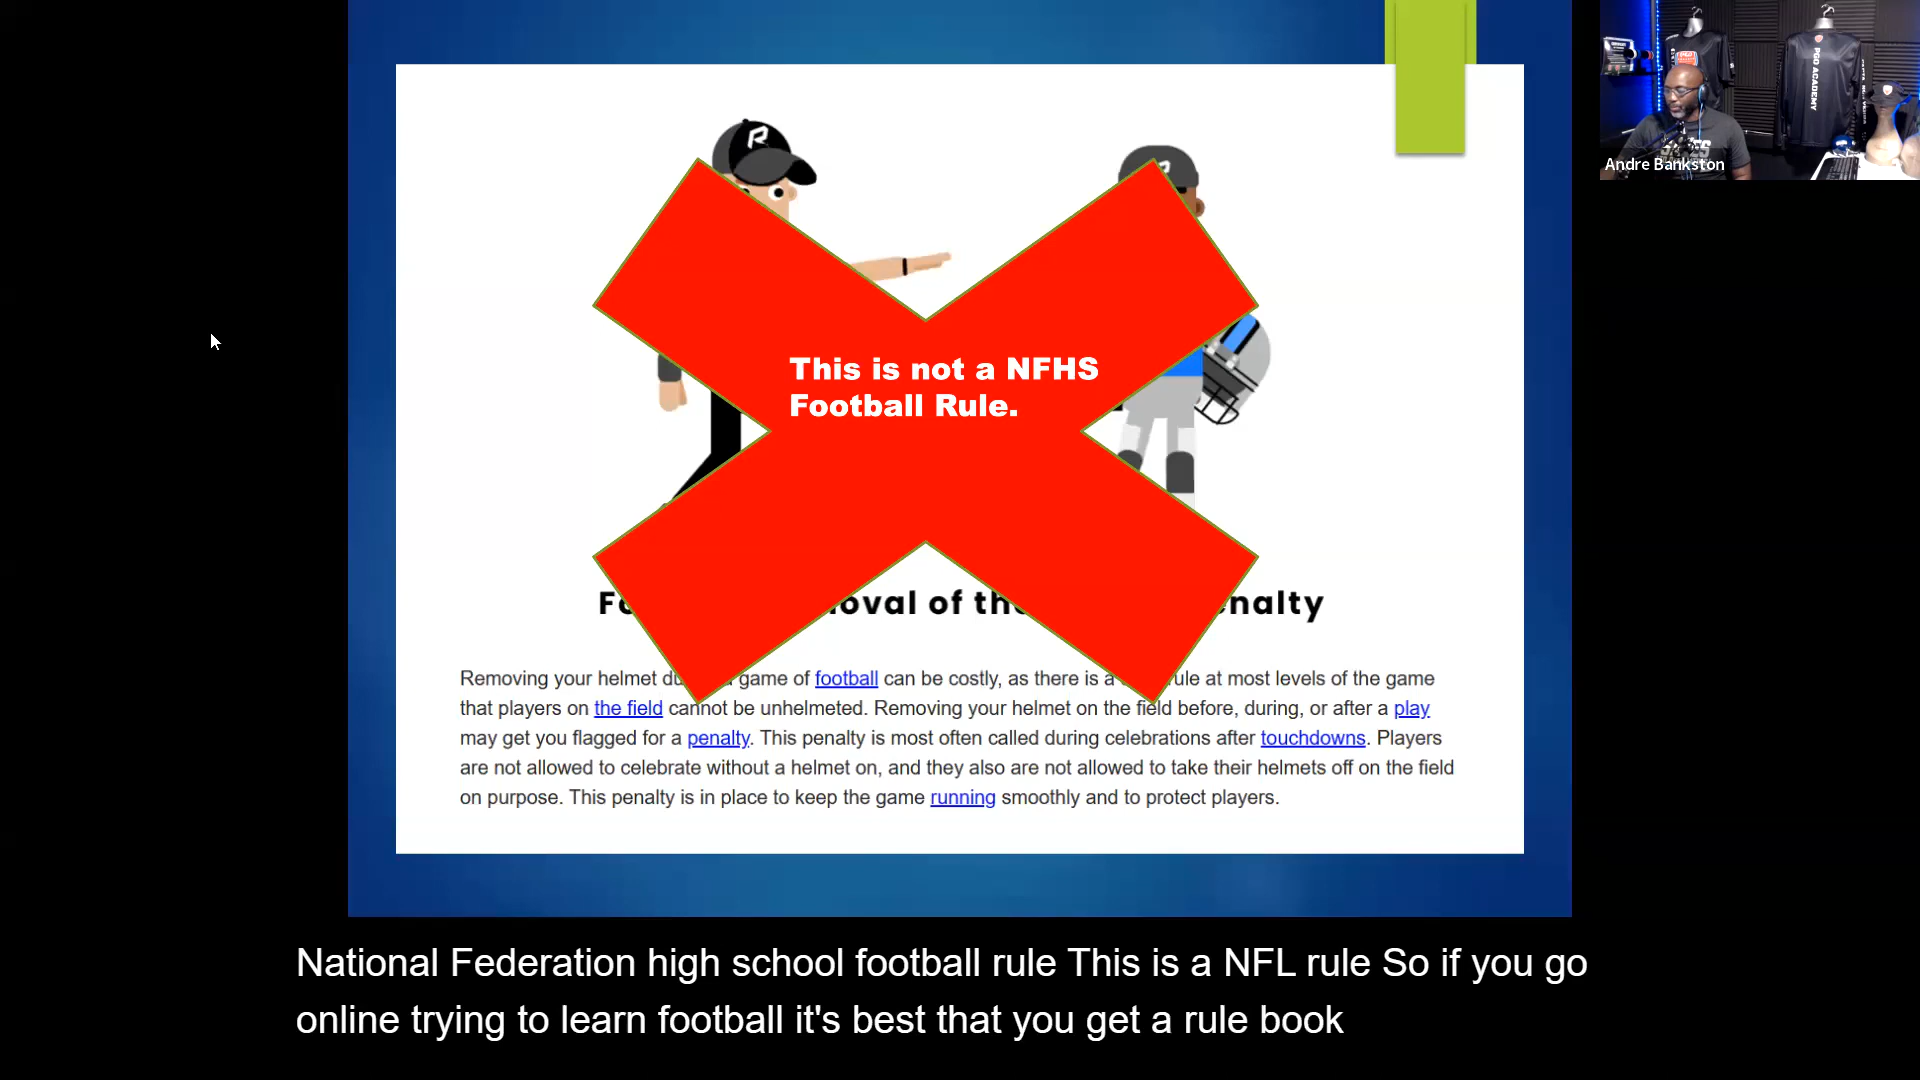 This is not a NFHS
Football Rule.
oval of th nalty
Removing your helmet du game of football can be costly, as there is a rule at most levels of the game
that players on the field cannot be unhelmeted. Removing your helmet on the field before, during, or after a play
may get you flagged for a penalty. This penalty is most often called during celebrations after touchdowns. Players
are not allowed to celebrate without a helmet on, and they also are not allowed to take their helmets off on the field
on purpose. This penalty is in place to keep the game running smoothly and to protect players.
PGO ACADEMY
Andre Bankston
National Federation high school football rule This is a NFL rule So if you go
online trying to learn football it's best that you get a rule book